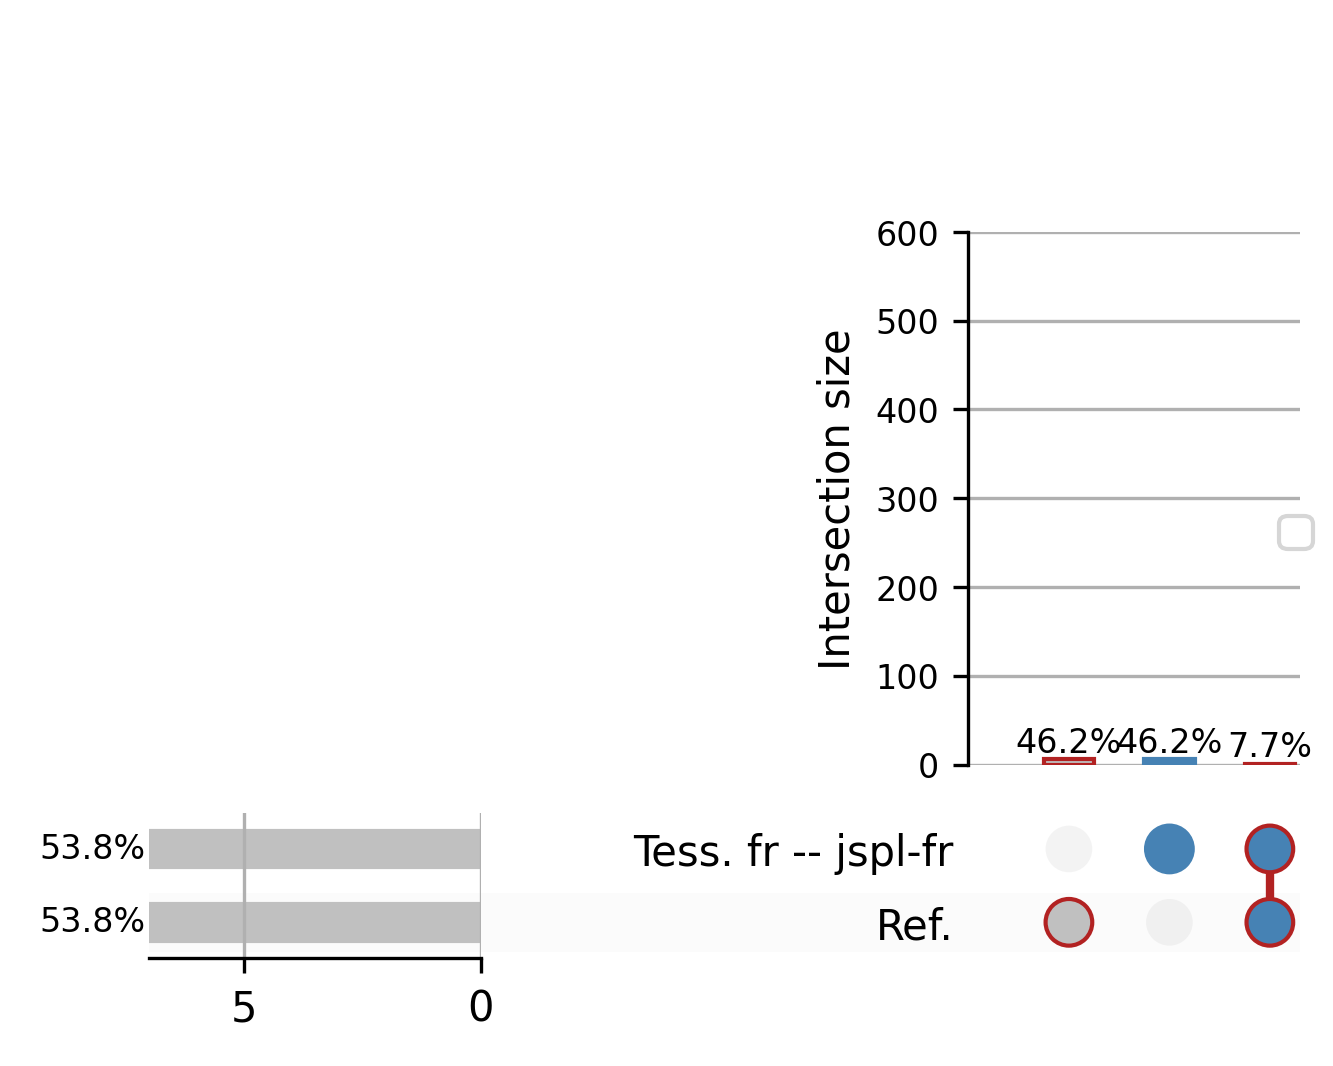 600
500
400
300
200
100
0
Intersection size
46.2% 46.2% 7.7%
53.8% Tess. fr -- jspl-fr
53.8% Ref.
5 0